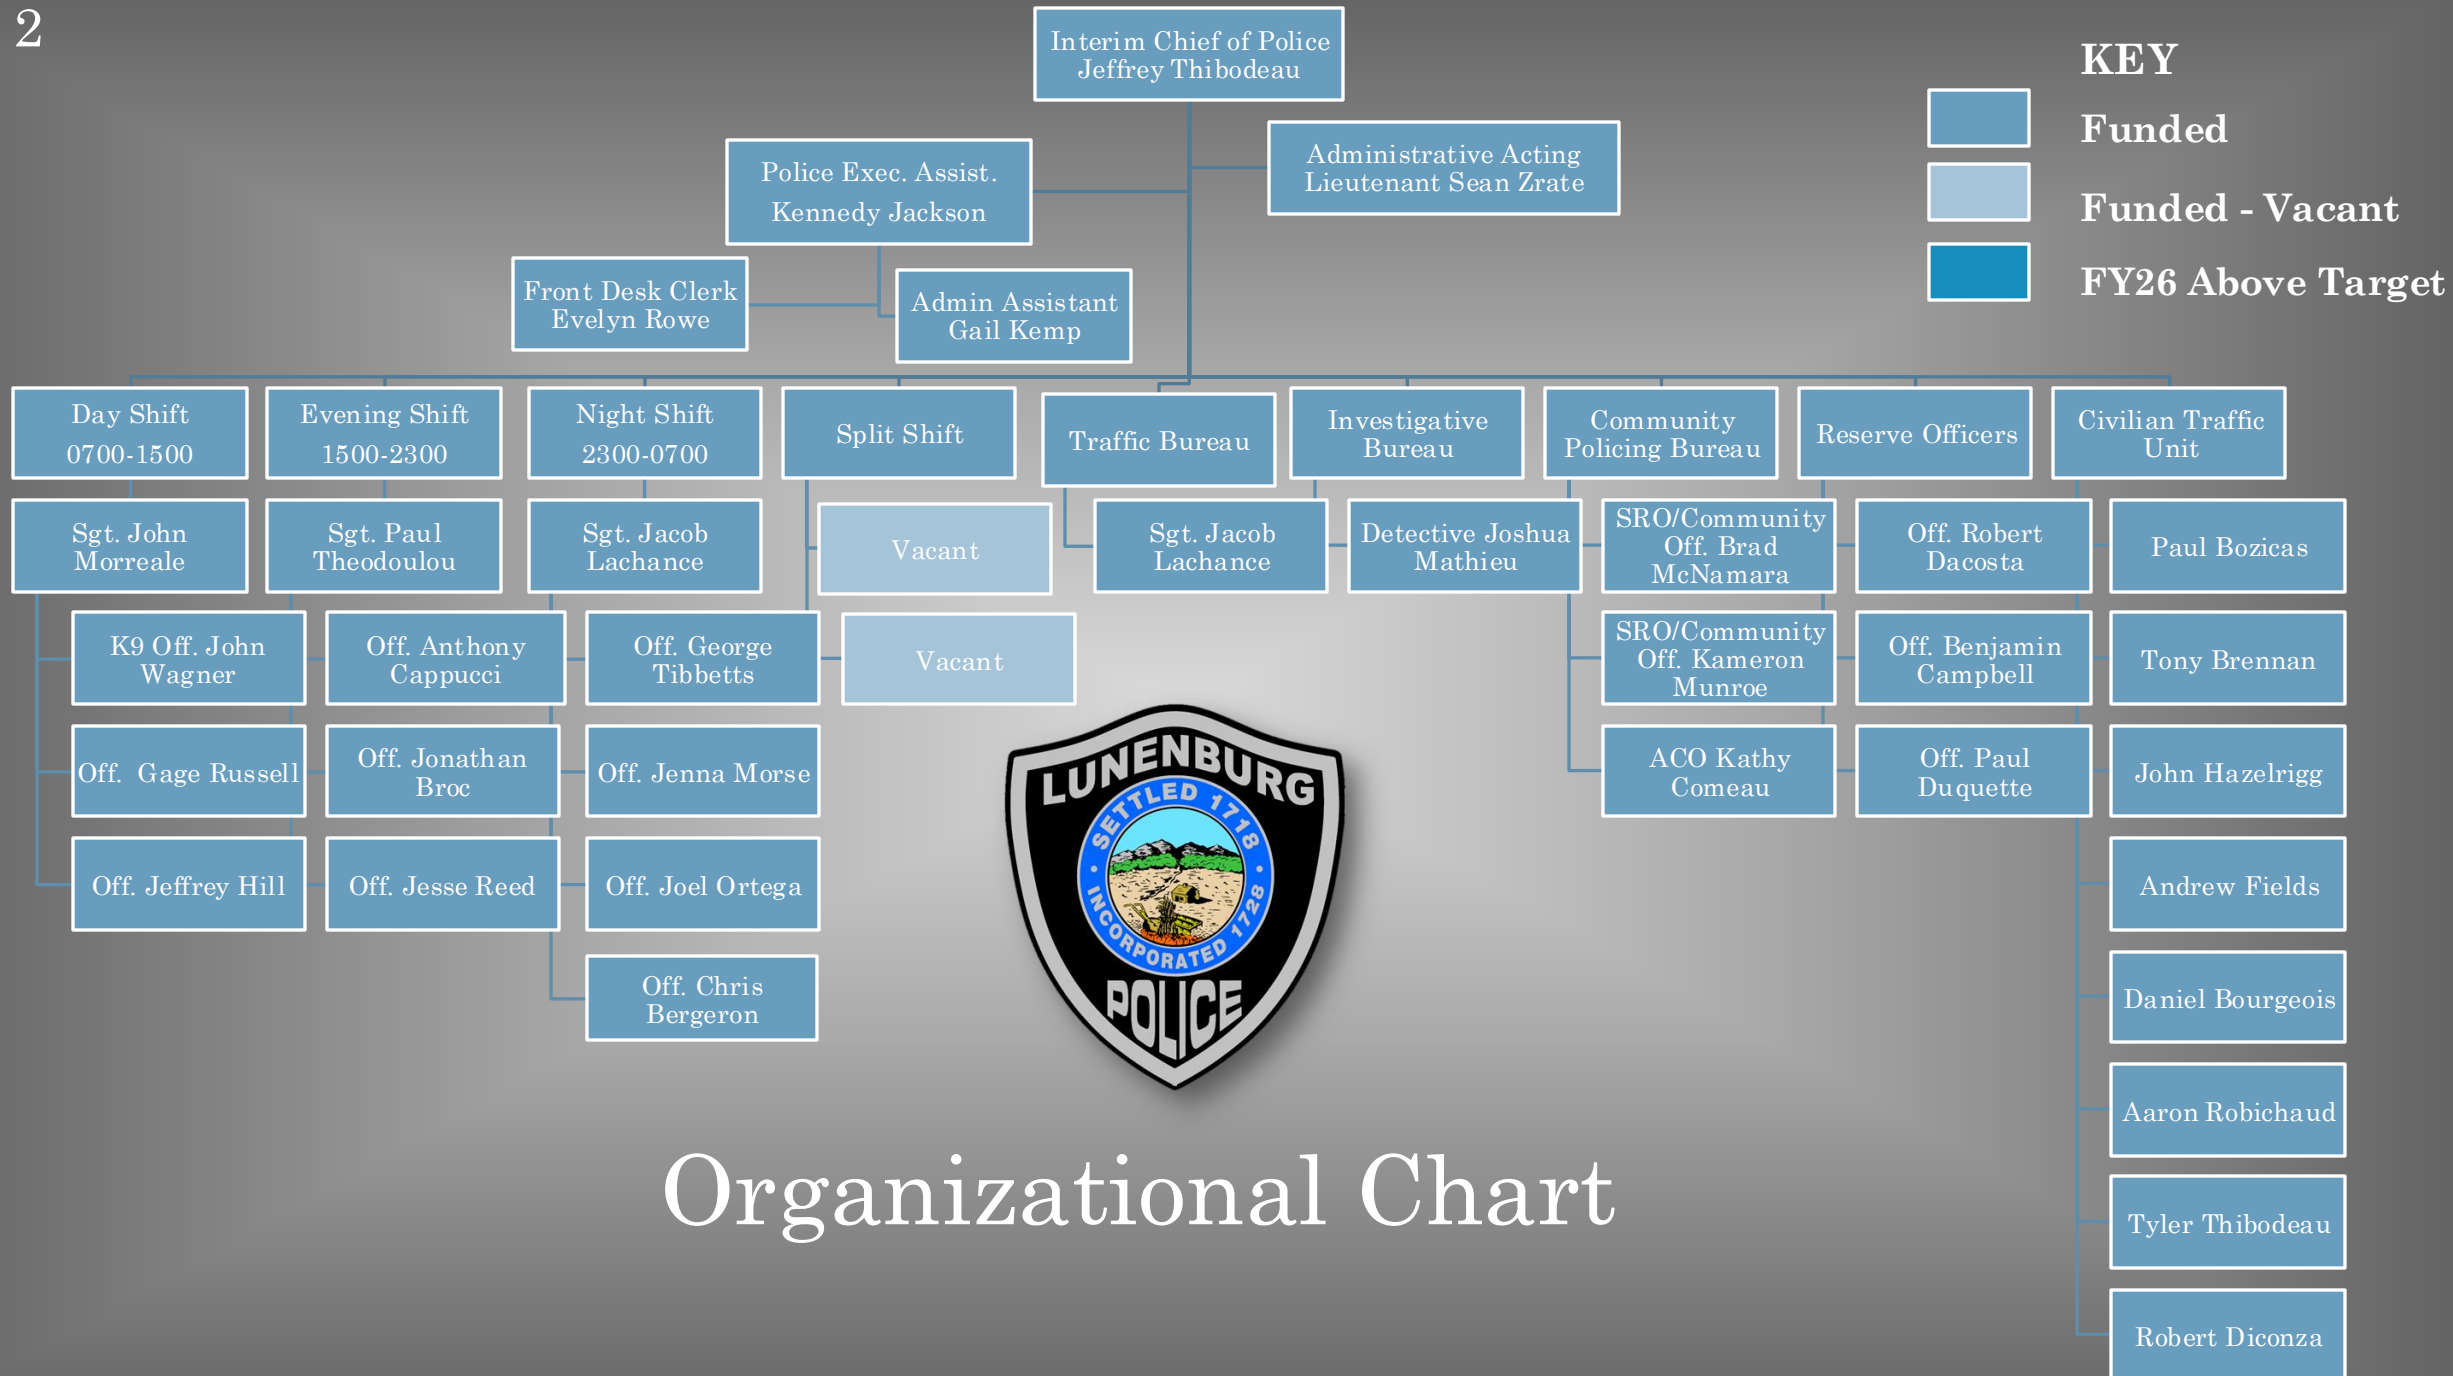 2
Interim Chief of Police
Jeffrey Thibodeau
KEY
Funded
Funded - Vacant
FY26 Above Target
Administrative Acting
Lieutenant Sean Zrate
Police Exec. Assist.
Kennedy Jackson
Front Desk Clerk
Evelyn Rowe
Admin Assistant
Gail Kemp
Day Shift
0700-1500
Sgt. John
Morreale
K9 Off. John
Wagner
Off.  Gage Russell
Off. Jeffrey Hill
Evening Shift
1500-2300
Sgt. Paul
Theodoulou
Off. Anthony
Cappucci
Off. Jonathan
Broc
Off. Jesse Reed
Night Shift
2300-0700
Sgt. Jacob
Lachance
Off. George
Tibbetts
Off. Jenna Morse
Off. Joel Ortega
Off. Chris
Bergeron
Split Shift
Vacant
Vacant
Traffic Bureau
Sgt. Jacob
Lachance
Investigative
Bureau
Detective Joshua
Mathieu
Community
Policing Bureau
SRO/Community
Off. Brad
McNamara
SRO/Community
Off. Kameron
Munroe
ACO Kathy
Comeau
Reserve Officers
Off. Robert
Dacosta
Off. Benjamin
Campbell
Off. Paul
Duquette
Civilian Traffic
Unit
Paul Bozicas
Tony Brennan
John Hazelrigg
Andrew Fields
Daniel Bourgeois
Aaron Robichaud
Tyler Thibodeau
Robert Diconza
LUNENBURG
SETTLED 1718
INCORPORATED 1728
POLICE
Organizational Chart